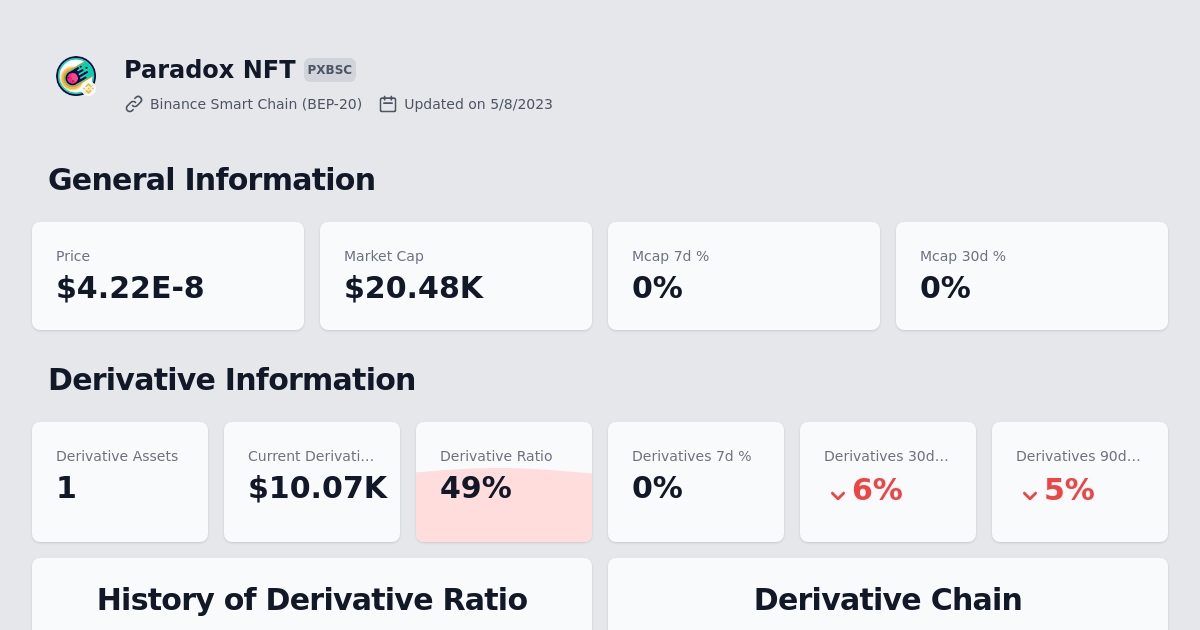 Paradox NFT PXBSC
Binance Smart Chain (BEP-20) Updated on 5/8/2023
General Information
Price
$4.22E-8
Market Cap
$20.48K
Mcap 7d %
0%
Mcap 30d %
0%
Derivative Information
Derivative Assets
1
Current Derivati...
$10.07K
Derivative Ratio
49%
Derivatives 7d %
0%
Derivatives 30d...
6%
Derivatives 90d...
5%
History of Derivative Ratio
Derivative Chain